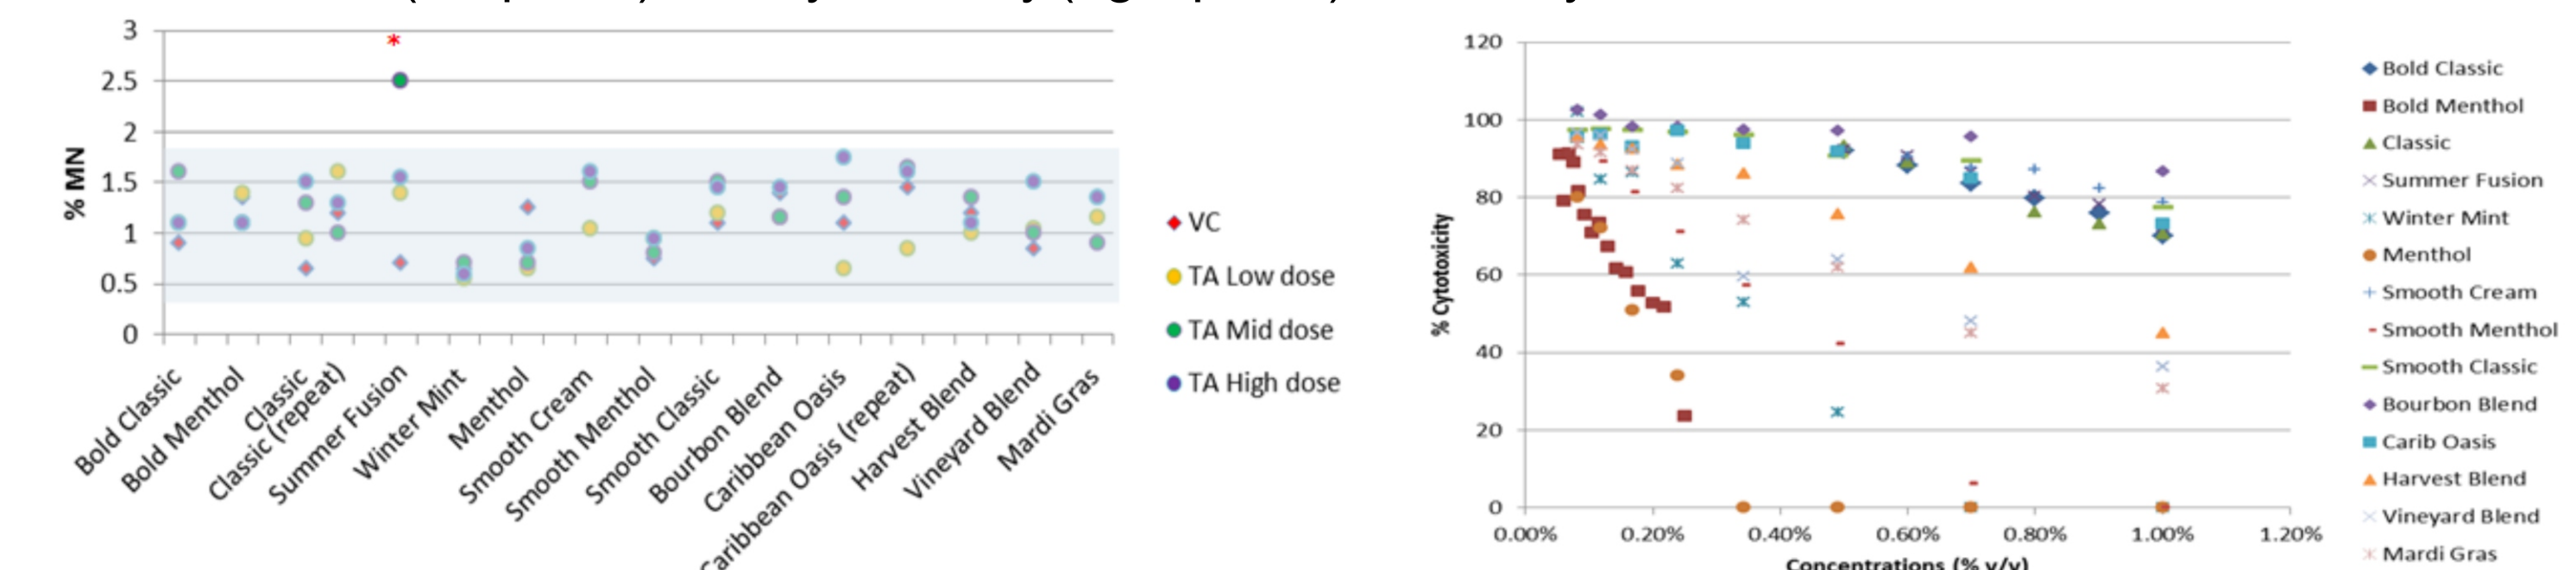 3
*
2.5
2
1.5
1
0.5
0
% MN
Bold Classic
Bold Menthol
Classic
Classic (repeat)
Summer Fusion
Winter Mint
Menthol
Smooth Cream
Smooth Menthol
Smooth Classic
Bourbon Blend
Caribbean Oasis
Caribbean Oasis (repeat)
Harvest Blend
Vineyard Blend
Mardi Gras
VC
TA Low dose
TA Mid dose
TA High dose
120
100
80
60
40
20
0
% Cytotoxicity
0.00% 0.20% 0.40% 0.60% 0.80% 1.00% 1.20%
Concentrations (% v/v)
Bold Classic
Bold Menthol
Classic
Summer Fusion
Winter Mint
Menthol
Smooth Cream
Smooth Menthol
Smooth Classic
Bourbon Blend
Carib Oasis
Harvest Blend
Vineyard Blend
Mardi Gras